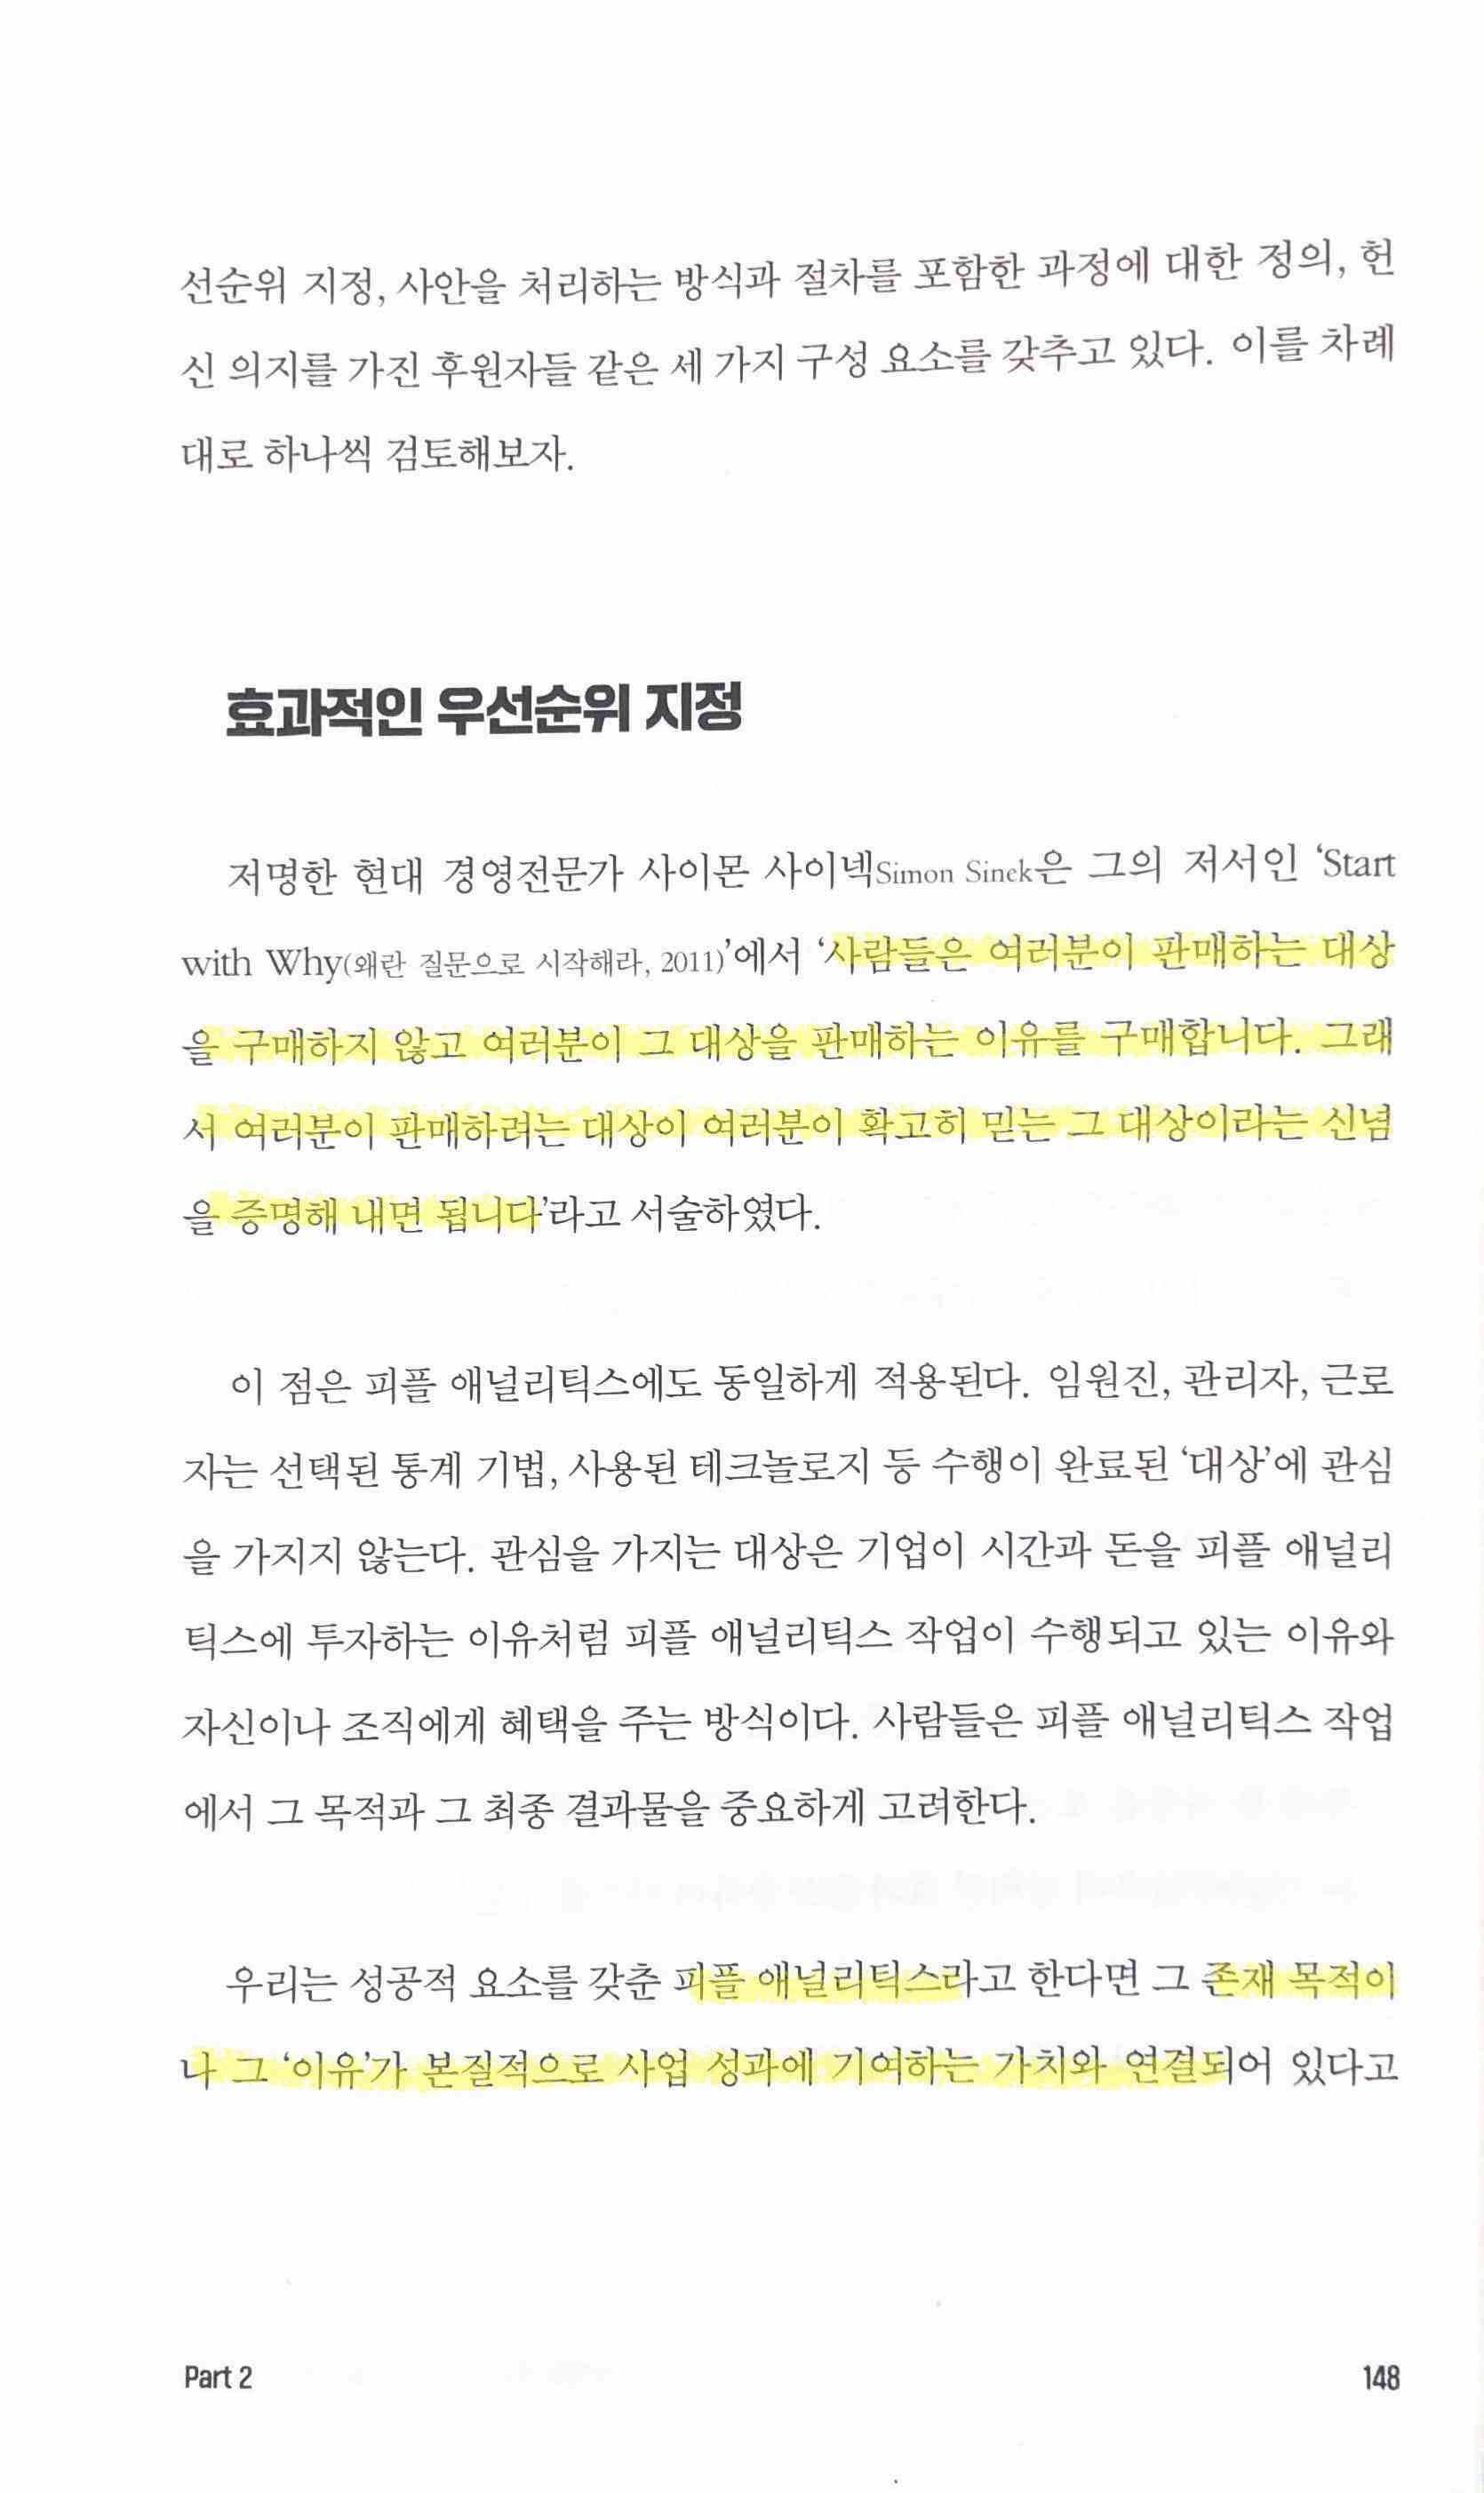 선순위 지정, 사안을 처리하는 방식과 절차를 포함한 과정에 대한 정의, 헌
신 의지를 가진 후원자들 같은 세 가지 구성 요소를 갖추고 있다. 이를 차례
대로 하나씩 검토해보자.
효과적인 우선순위 지정
저명한 현대 경영전문가 사이몬 사이넥Simon Sinek은 그의 저서인 ‘Start
with Why(왜란 질문으로 시작해라, 2011)’에서 ‘사람들은 여러분이 판매하는 대상
을 구매하지 않고 여러분이 그 대상을 판매하는 이유를 구매합니다. 그래
서 여러분이 판매하려는 대상이 여러분이 확고히 믿는 그 대상이라는 신념
을 증명해 내면 됩니다’라고 서술하였다.
이 점은 피플 애널리틱스에도 동일하게 적용된다. 임원진, 관리자, 근로
자는 선택된 통계 기법, 사용된 테크놀로지 등 수행이 완료된 ‘대상’에 관심
을 가지지 않는다. 관심을 가지는 대상은 기업이 시간과 돈을 피플 애널리
틱스에 투자하는 이유처럼 피플 애널리틱스 작업이 수행되고 있는 이유와
자신이나 조직에게 혜택을 주는 방식이다. 사람들은 피플 애널리틱스 작업
에서 그 목적과 그 최종 결과물을 중요하게 고려한다.
우리는 성공적 요소를 갖춘 피플 애널리틱스라고 한다면 그 존재 목적이
나 그 ‘이유’가 본질적으로 사업 성과에 기여하는 가치와 연결되어 있다고
Part 2
148